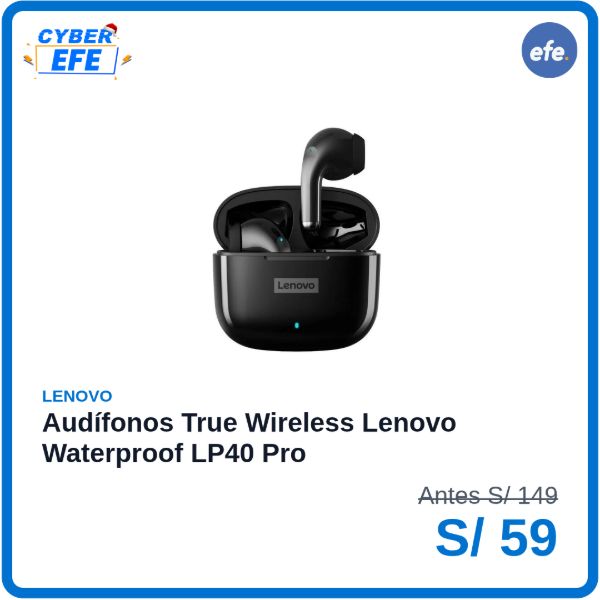 CYBER
EFE
efe.
Lenovo
LENOVO
Audífonos True Wireless Lenovo
Waterproof LP40 Pro
Antes S/ 149
S/ 59